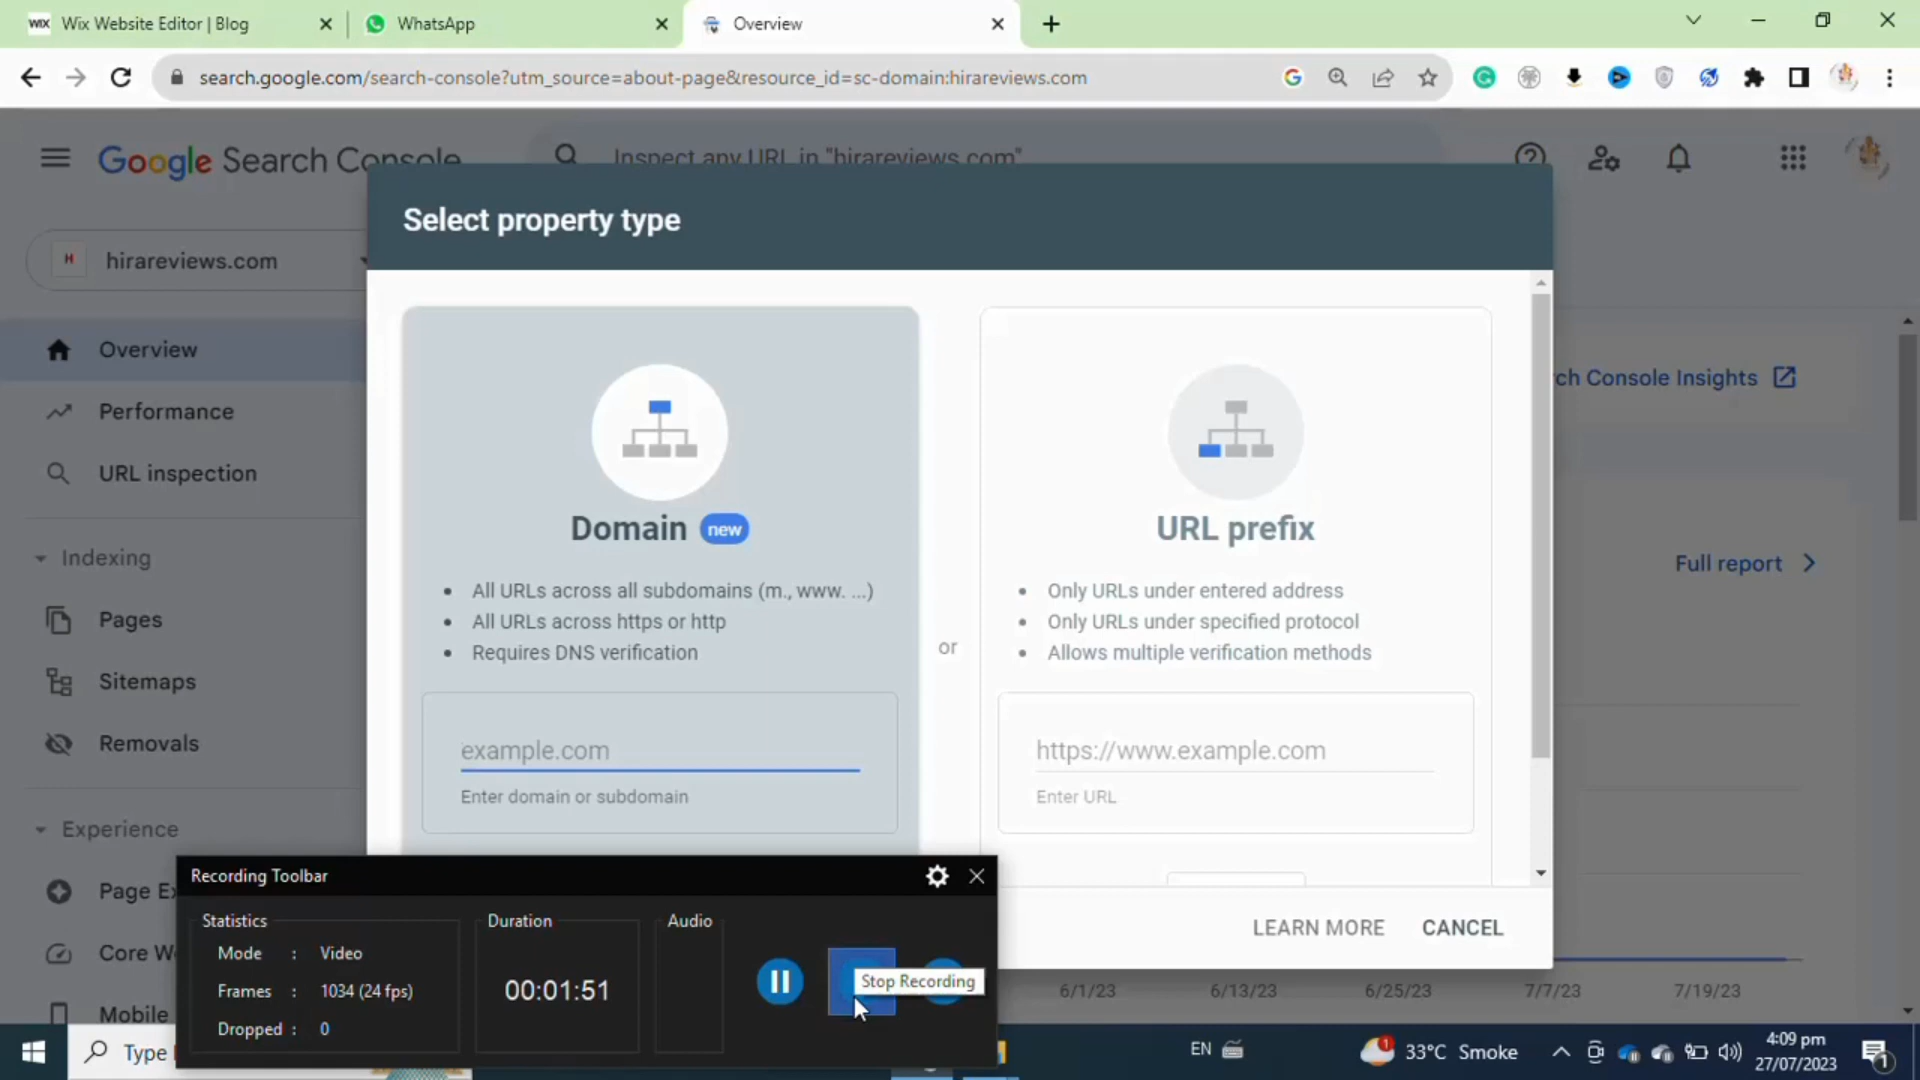 WIX Wix Website Editor | Blog
WhatsApp
Overview
search.google.com/search-console?utm_source=about-page&resource_id=sc-domain:hirareviews.com
Google Search Console
Inspect any URL in "hirareviews.com"
Select property type
H hirareviews.com
Overview
Performance
URL inspection
Indexing
Pages
Sitemaps
Removals
Experience
Page Ex
Core W
Mobile
ch Console Insights
Full report
Domain new
All URLs across all subdomains (m., www. ...)
All URLs across https or http
Requires DNS verification
example.com
Enter domain or subdomain
or
URL prefix
Only URLs under entered address
Only URLs under specified protocol
Allows multiple verification methods
https://www.example.com
Enter URL
LEARN MORE
CANCEL
6/1/23
6/13/23
6/25/23
7/7/23
7/19/23
Recording Toolbar
Statistics
Mode : Video
Frames : 1034 (24 fps)
Dropped : 0
Duration
00:01:51
Audio
Stop Recording
Type
EN
1
33°C Smoke
4:09 pm
27/07/2023
1